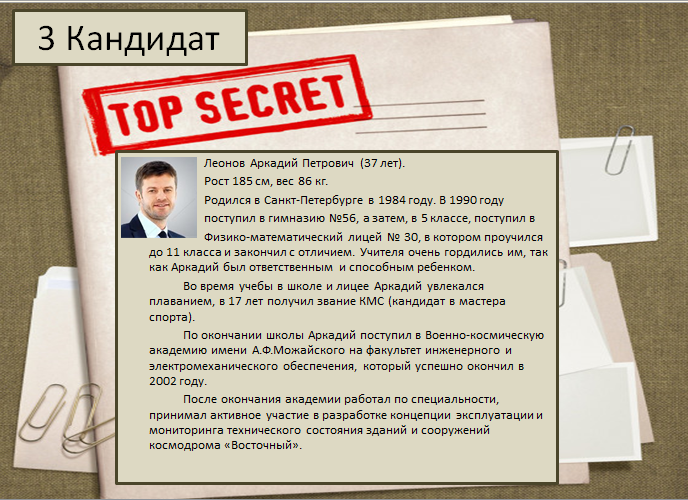 3 Кандидат
TOP SECRET
Леонов Аркадий Петрович (37 лет).
Рост 185 см, вес 86 кг.
Родился в Санкт-Петербурге в 1984 году. В 1990 году
поступил в гимназию №56, а затем, в 5 классе, поступил в
Физико-математический лицей № 30, в котором проучился
до 11 класса и закончил с отличием. Учителя очень гордились им, так
как Аркадий был ответственным и способным ребенком.
Во время учебы в школе и лицее Аркадий увлекался
плаванием, в 17 лет получил звание КМС (кандидат в мастера
спорта).
По окончании школы Аркадий поступил в Военно-космическую
академию имени А.Ф.Можайского на факультет инженерного и
электромеханического обеспечения, который успешно окончил в
2002 году.
После окончания академии работал по специальности,
принимал активное участие в разработке концепции эксплуатации и
мониторинга технического состояния зданий и сооружений
космодрома «Восточный».